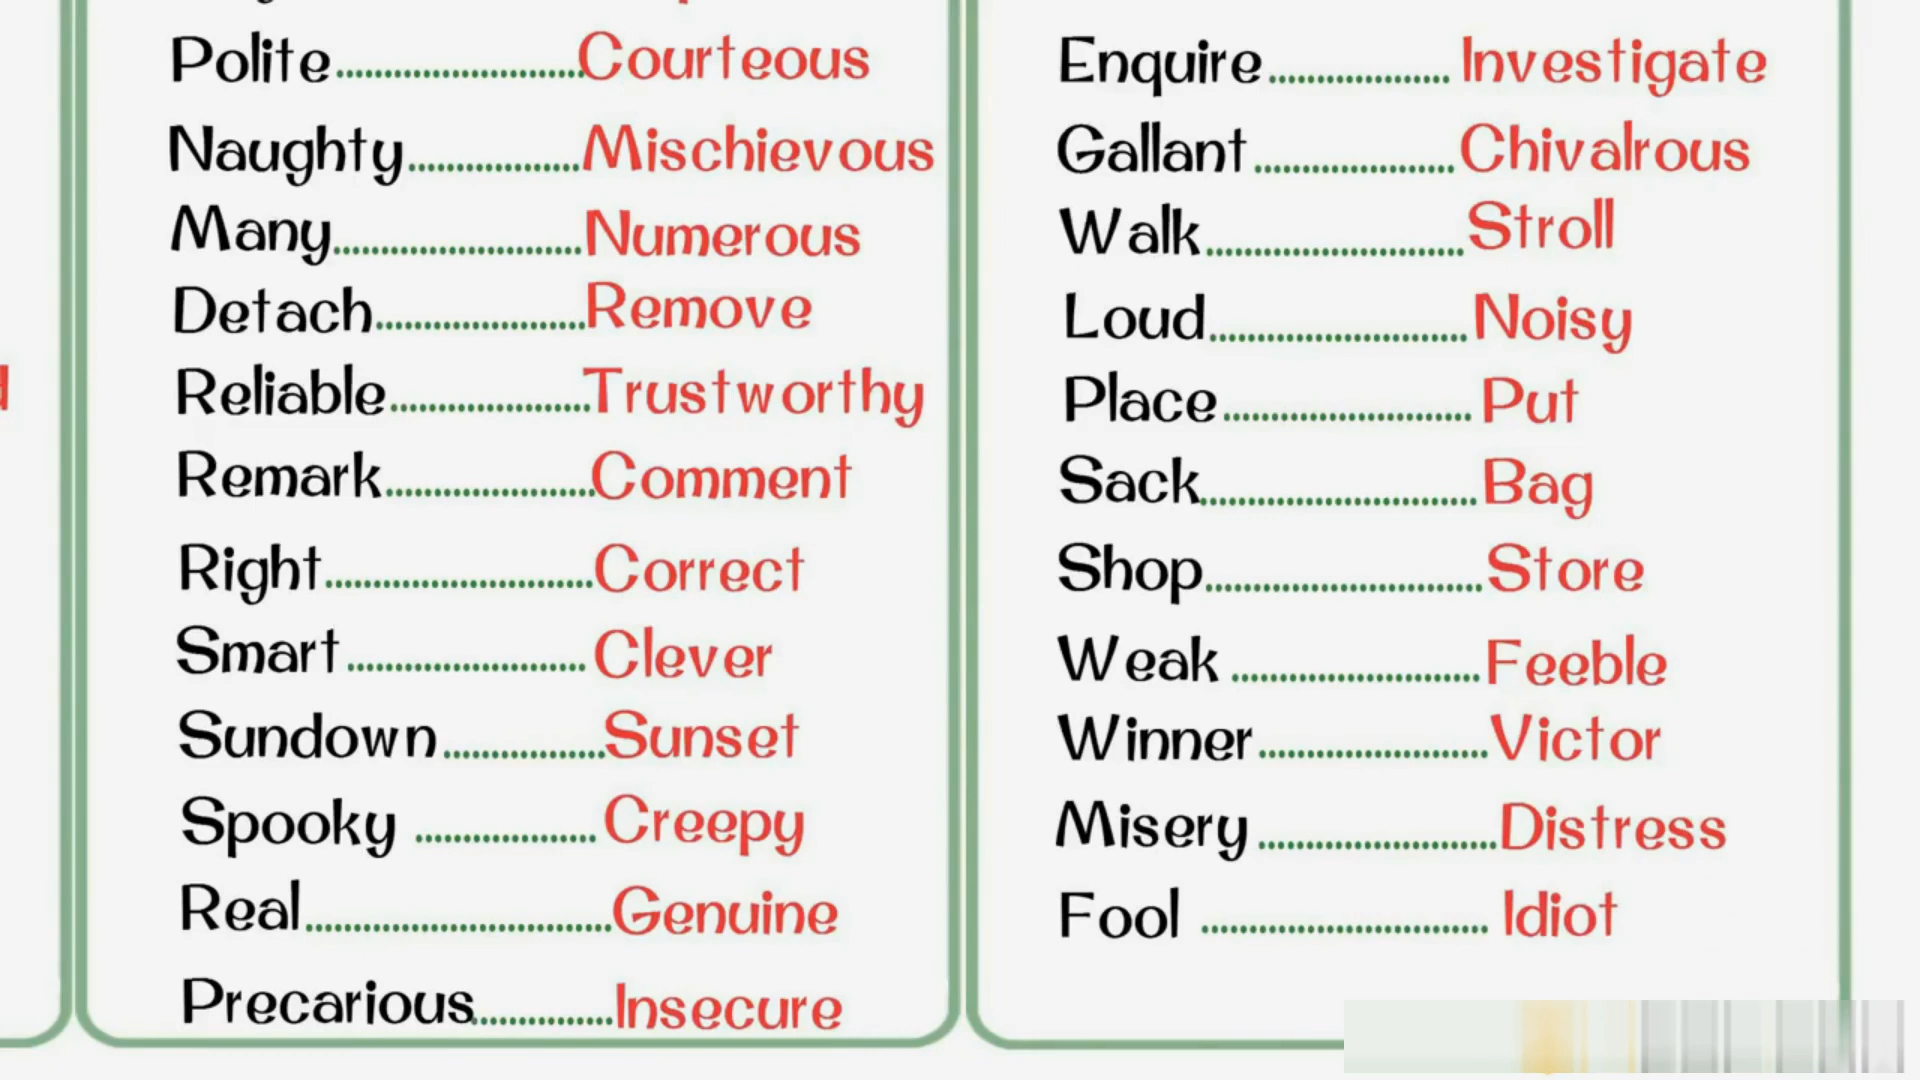 Polite..............................Courteous
Naughty.....................Mischievous
Many...............................Numerous
Detach..........................Remove
Reliable.........................Trustworthy
Remark..........................Comment
Right.................................Correct
Smart.............................. Clever
Sundown....................Sunset
Spooky ....................... Creepy
Real......................................Genuine
Precarious..................Insecure
Enquire....................... Investigate
Gallant.........................Chivalrous
Walk................................Stroll
Loud................................Noisy
Place............................... Put
Sack................................... Bag
Shop...................................Store
Weak ...............................Feeble
Winner.............................Victor
Misery..............................Distress
Fool .................................... Idiot